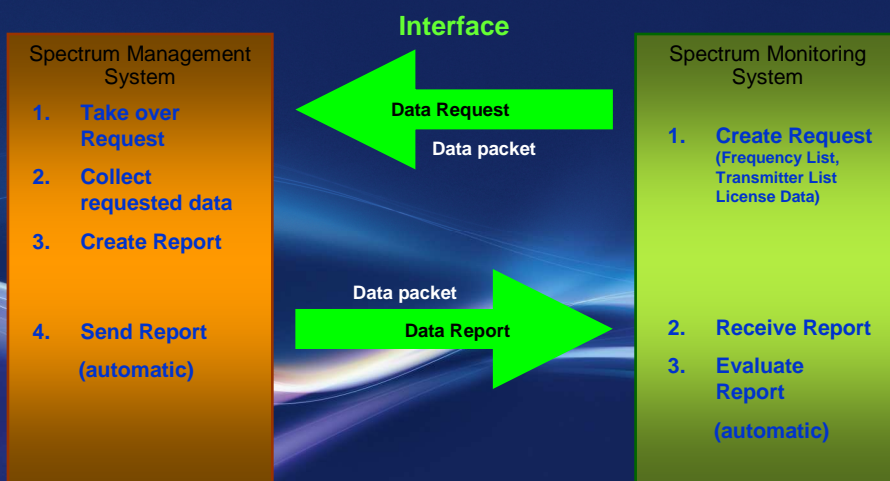 Interface
Spectrum Management
System
1. Take over
Request
2. Collect
requested data
3. Create Report
4. Send Report
(automatic)
Data Request
Data packet
Data packet
Data Report
Spectrum Monitoring
System
1. Create Request
(Frequency List,
Transmitter List
License Data)
2. Receive Report
3. Evaluate
Report
(automatic)